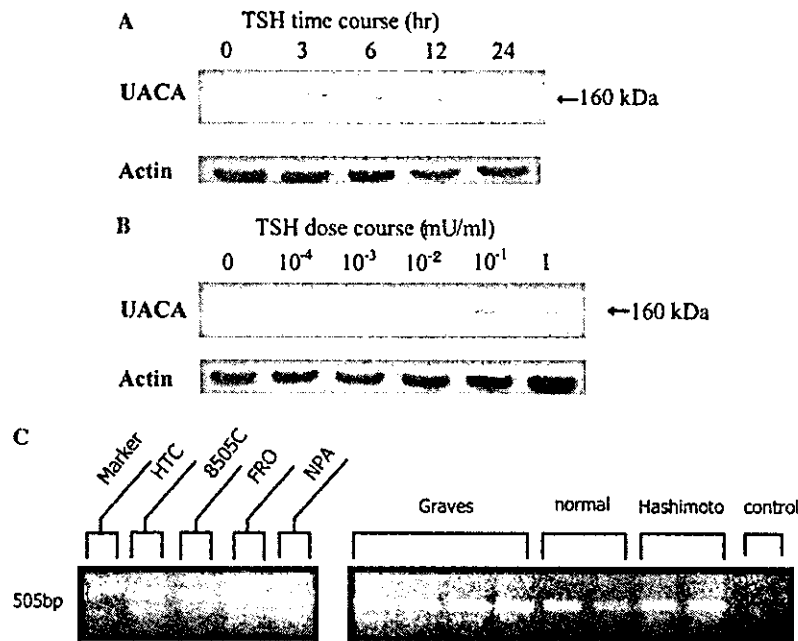 A TSH time course (hr)
0 3 6 12 24
UACA ←160 kDa
Actin
B TSH dose course (mU/ml)
0 10⁻⁴ 10⁻³ 10⁻² 10⁻¹ 1
UACA ←160 kDa
Actin
C
Marker HTC 8505C FRO NPA
Graves normal Hashimoto control
505bp